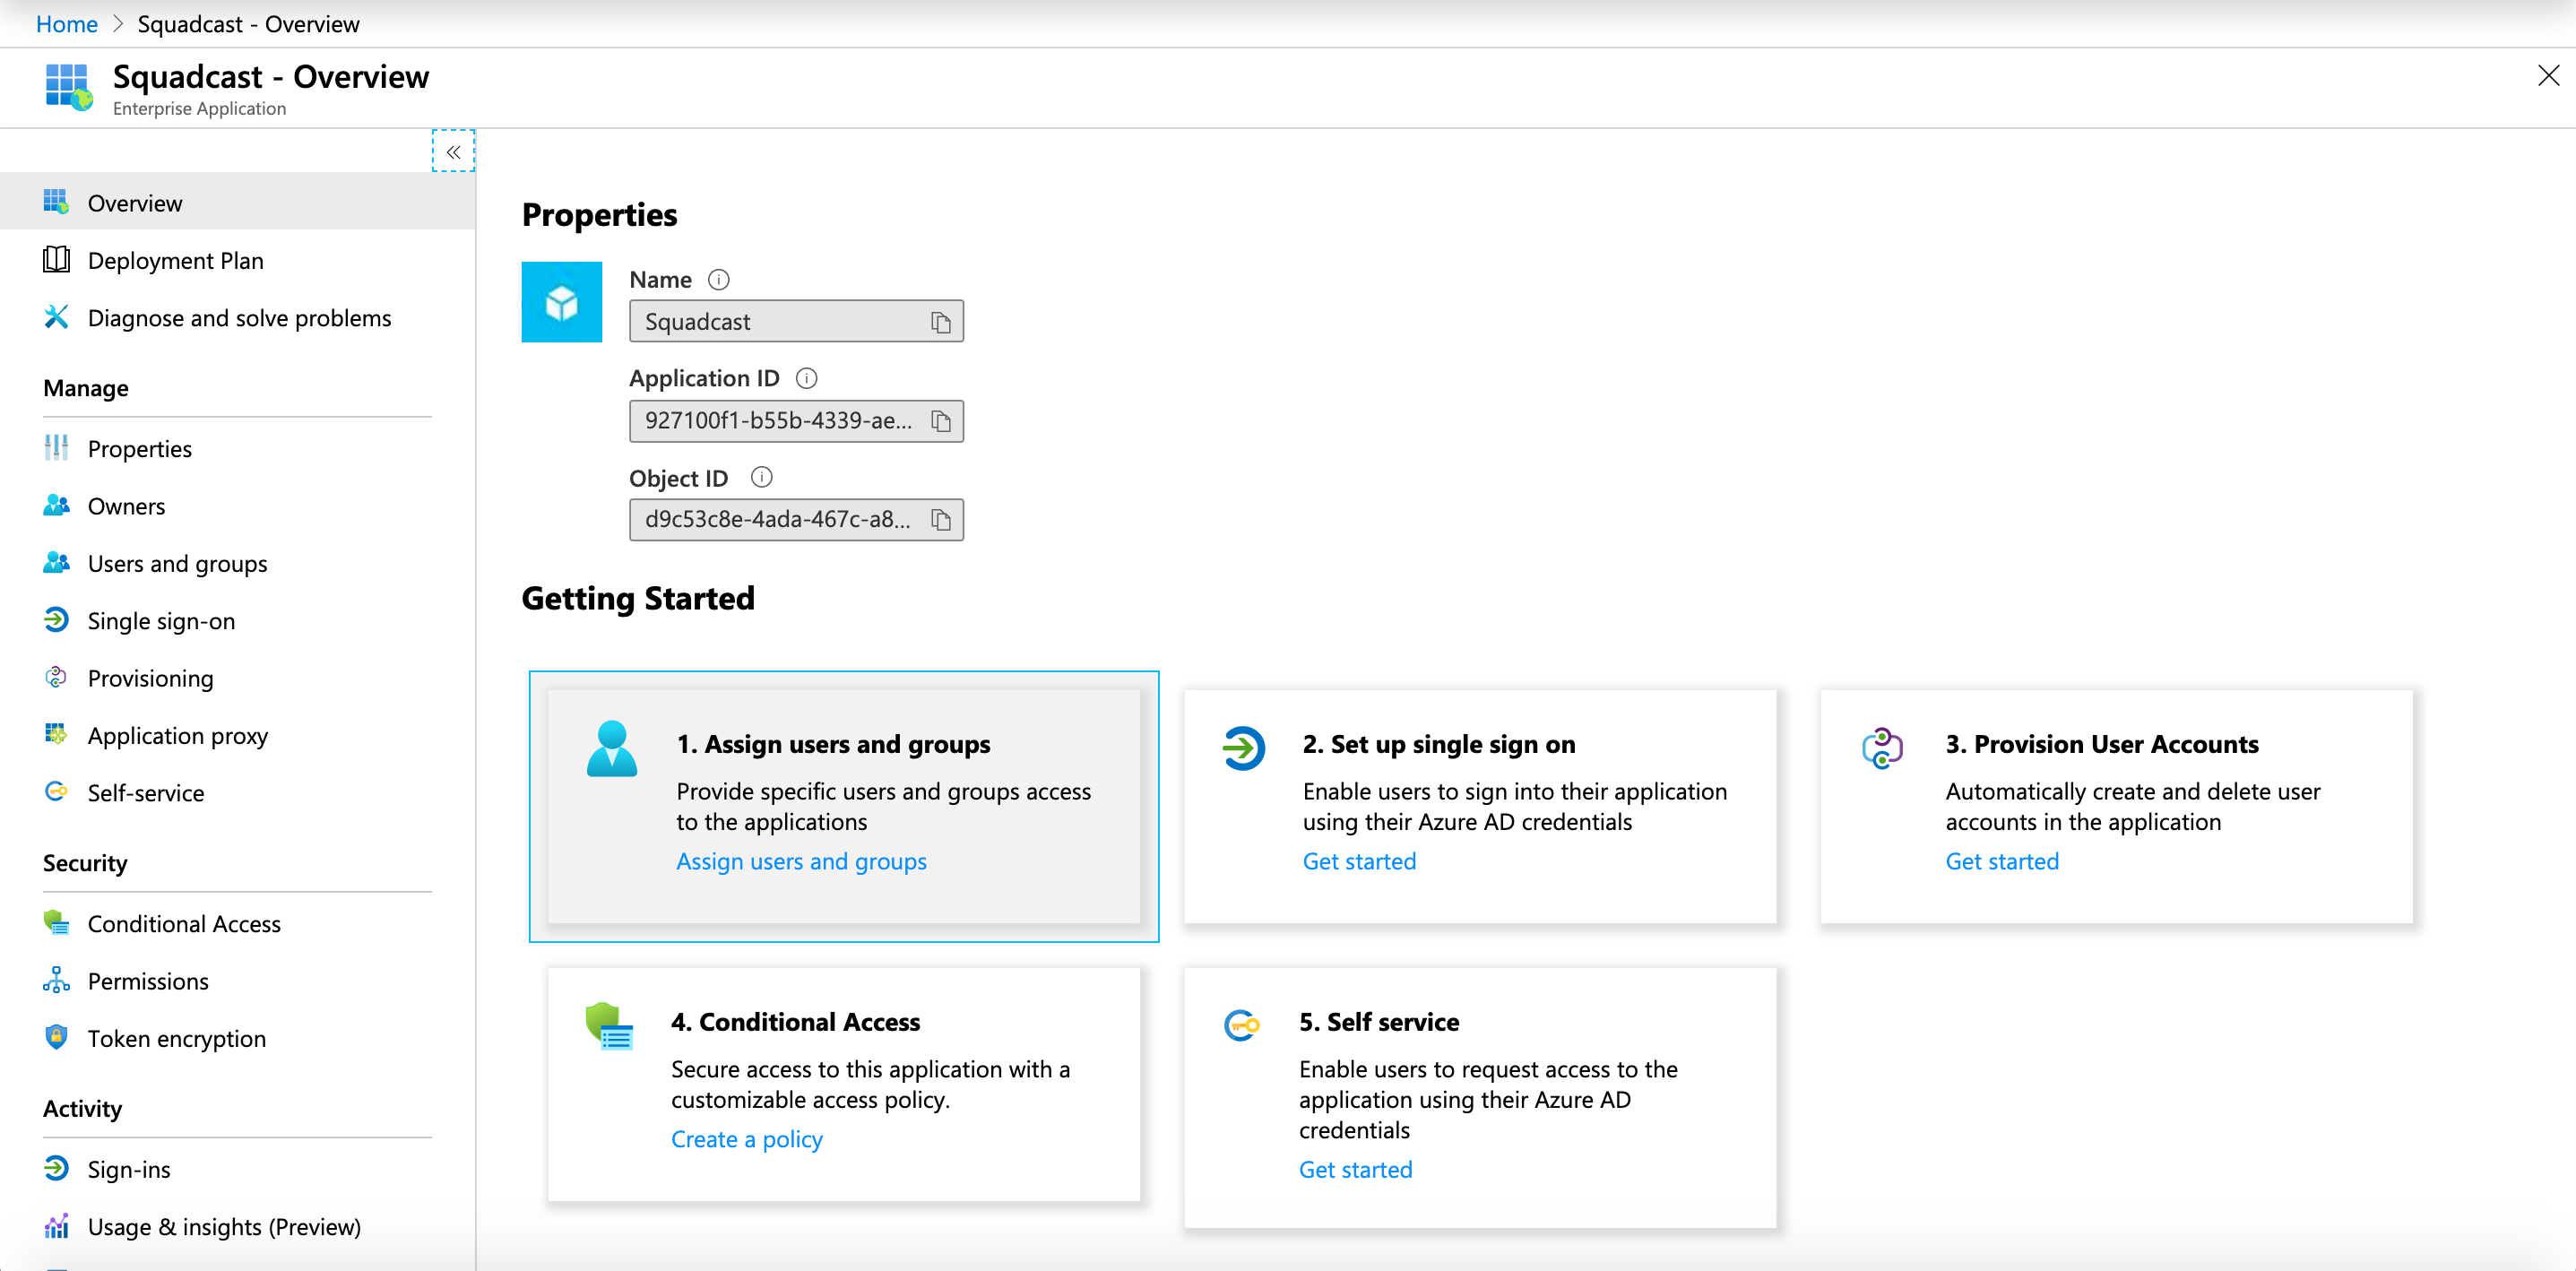 Home > Squadcast - Overview
Squadcast - Overview
Enterprise Application
Overview
Deployment Plan
Diagnose and solve problems
Manage
Properties
Owners
Users and groups
Single sign-on
Provisioning
Application proxy
Self-service
Security
Conditional Access
Permissions
Token encryption
Activity
Sign-ins
Usage & insights (Preview)
Properties
Name
Squadcast
Application ID
927100f1-b55b-4339-ae...
Object ID
d9c53c8e-4ada-467c-a8...
Getting Started
1. Assign users and groups
Provide specific users and groups access
to the applications
Assign users and groups
2. Set up single sign on
Enable users to sign into their application
using their Azure AD credentials
Get started
3. Provision User Accounts
Automatically create and delete user
accounts in the application
Get started
4. Conditional Access
Secure access to this application with a
customizable access policy.
Create a policy
5. Self service
Enable users to request access to the
application using their Azure AD
credentials
Get started